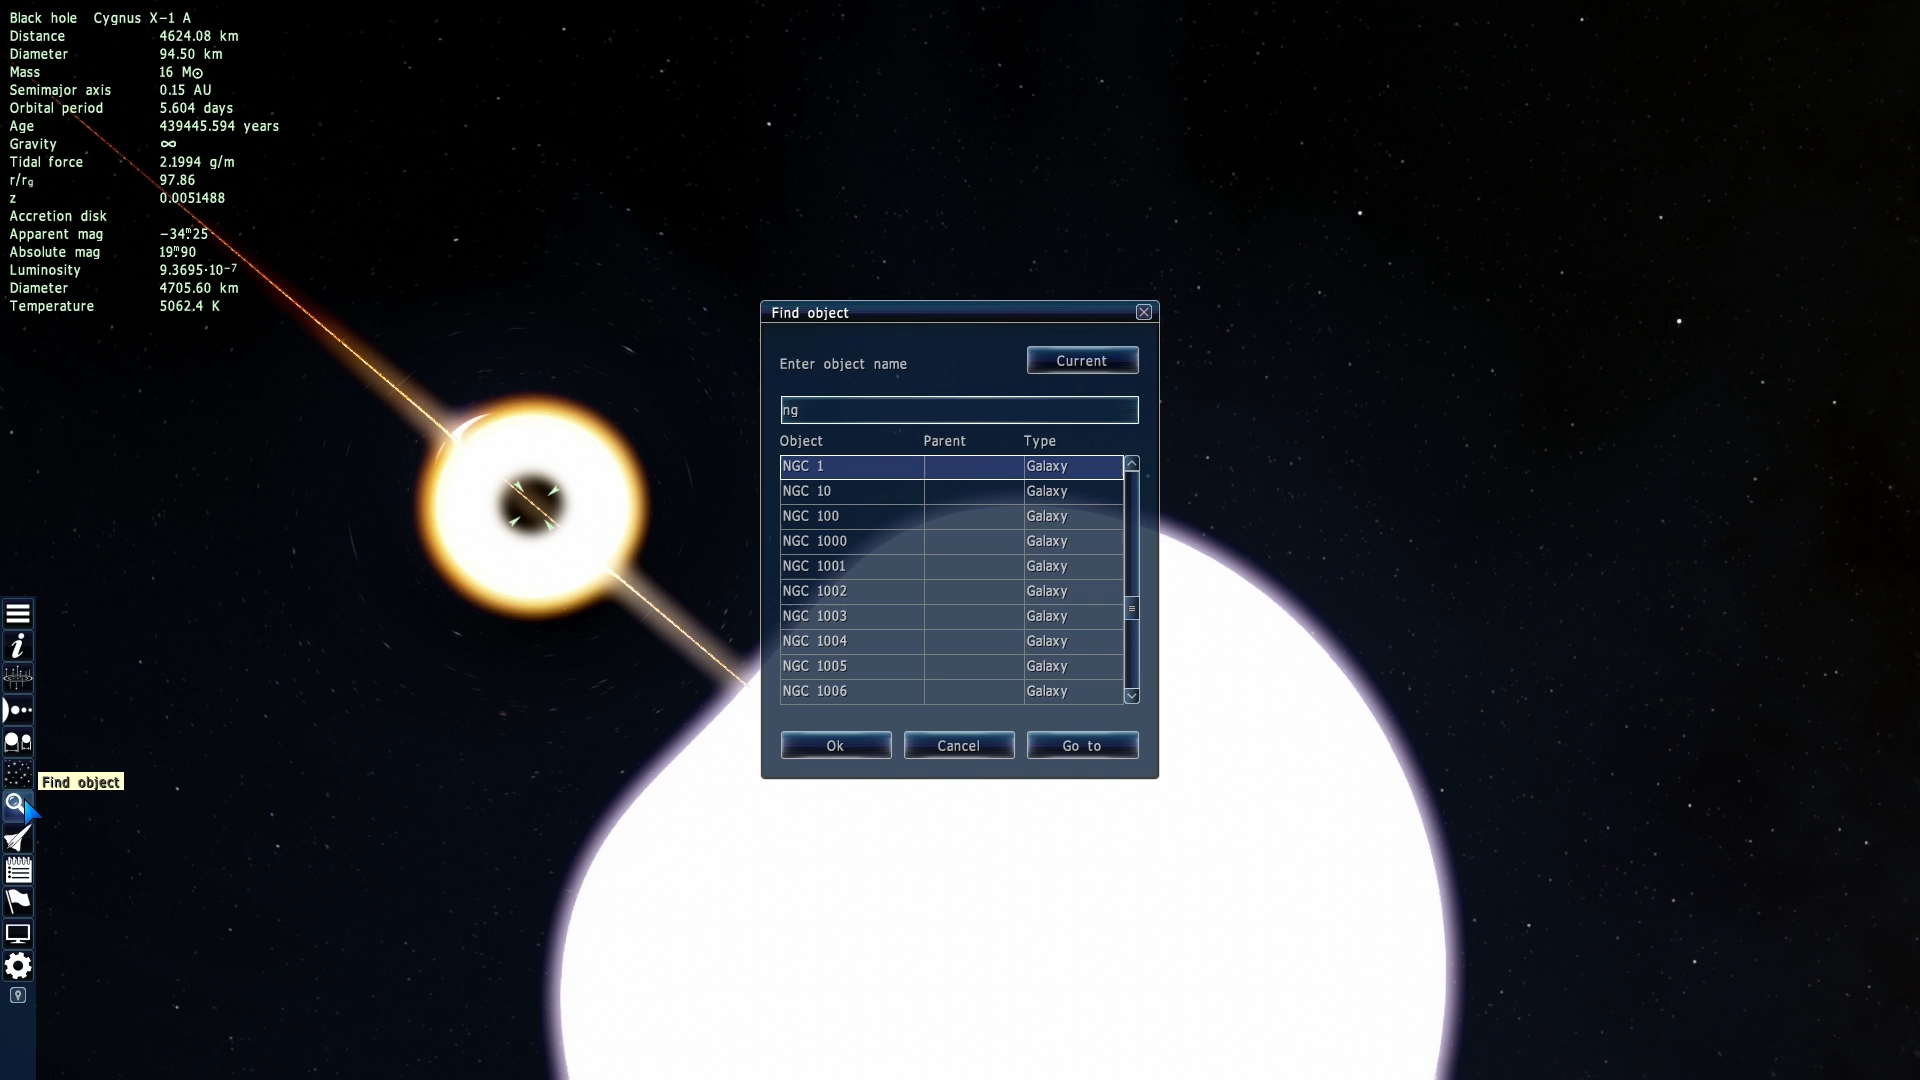 Black hole Cygnus X-1 A
Distance 4624.08 km
Diameter 94.50 km
Mass 16 M☉
Semimajor axis 0.15 AU
Orbital period 5.604 days
Age 439445.594 years
Gravity ∞
Tidal force 2.1994 g/m
r/rg 97.86
z 0.0051488
Accretion disk
Apparent mag −34ᵐ.25
Absolute mag 19ᵐ.90
Luminosity 9.3695·10⁻⁷
Diameter 4705.60 km
Temperature 5062.4 K
Find object
Enter object name Current
ng
Object Parent Type
NGC 1 Galaxy
NGC 10 Galaxy
NGC 100 Galaxy
NGC 1000 Galaxy
NGC 1001 Galaxy
NGC 1002 Galaxy
NGC 1003 Galaxy
NGC 1004 Galaxy
NGC 1005 Galaxy
NGC 1006 Galaxy
Ok Cancel Go to
Find object